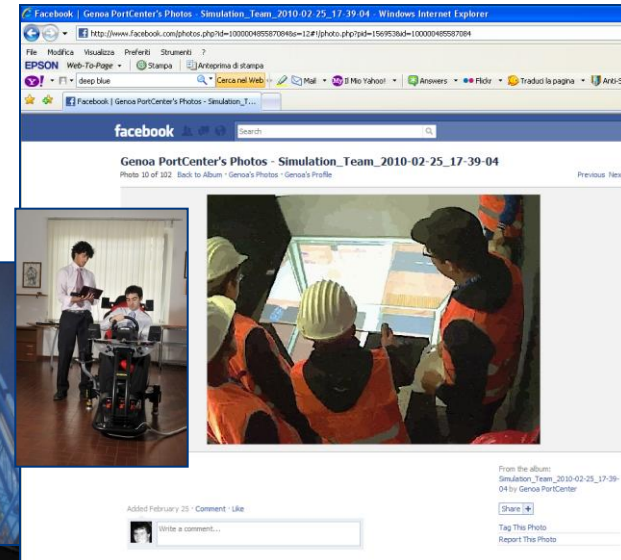 Facebook | Genoa PortCenter's Photos - Simulation_Team_2010-02-25_17-39-04 - Windows Internet Explorer
http://www.facebook.com/photos.php?id=100000485587084&s=12#!/photo.php?pid=156953&id=100000485587084
File Modifica Visualizza Preferiti Strumenti ?
EPSON Web-To-Page Stampa Anteprima di stampa
Y! deep blue Cerca nel Web Mail My Il Mio Yahoo! Answers Flickr Traduci la pagina Anti-S
Facebook | Genoa PortCenter's Photos - Simulation_T...
facebook Search
Genoa PortCenter's Photos - Simulation_Team_2010-02-25_17-39-04
Photo 10 of 102 Back to Album · Genoa's Photos · Genoa's Profile Previous Nex
From the album:
Simulation_Team_2010-02-25_17-39-
04 by Genoa PortCenter
Added February 25 · Comment · Like
Share +
Write a comment...
Tag This Photo
Report This Photo